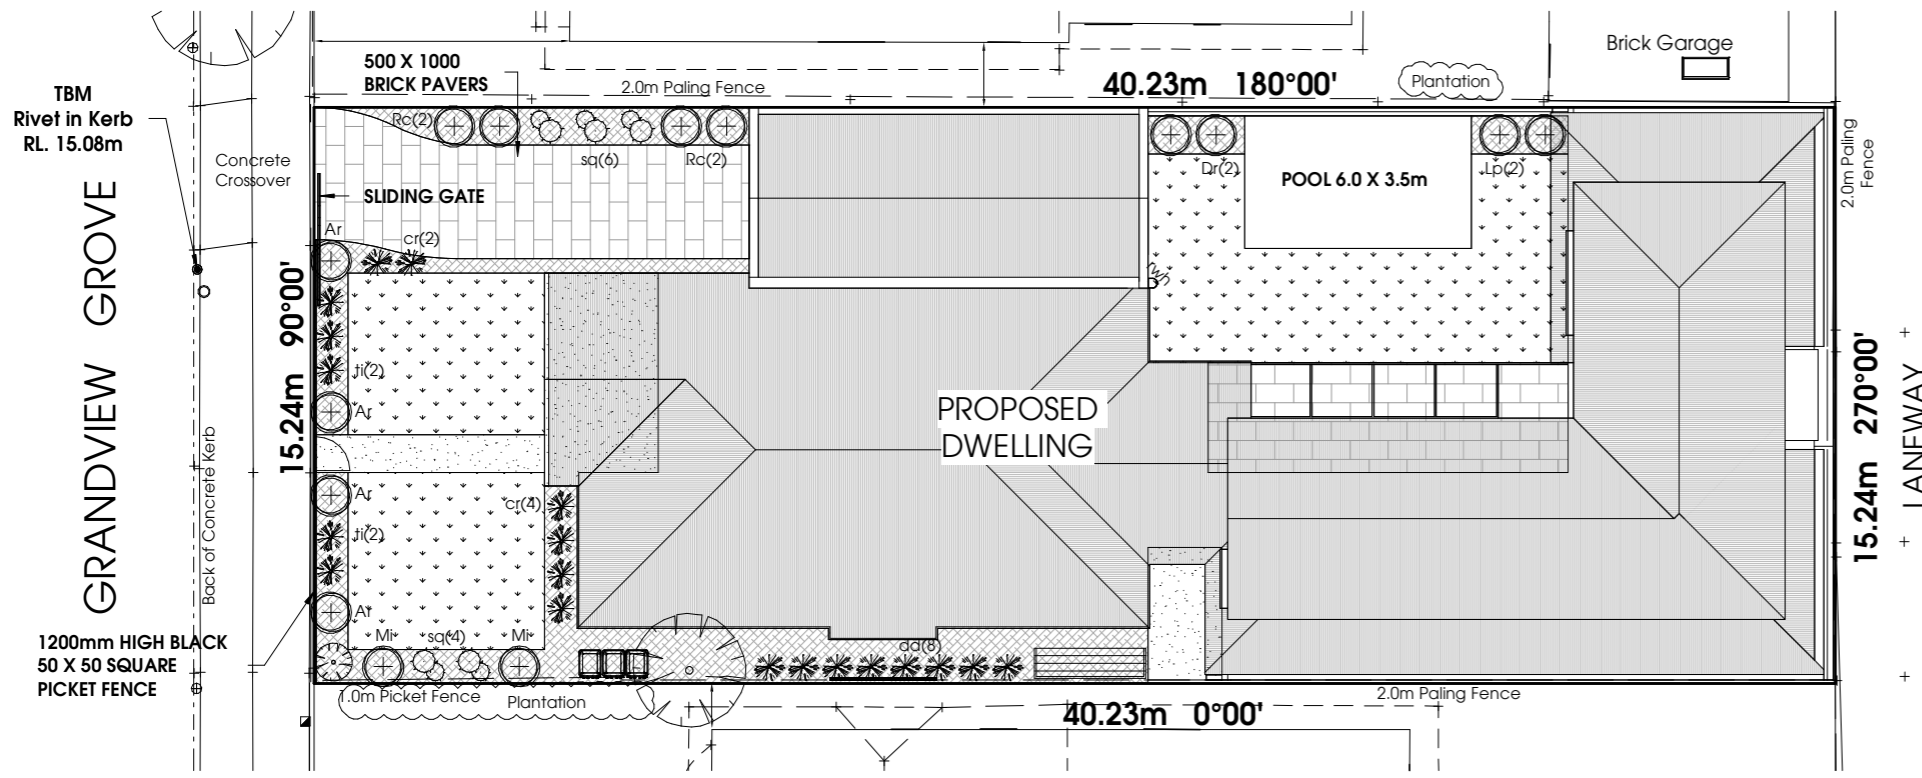 TBM
Rivet in Kerb
RL. 15.08m
GRANDVIEW GROVE
Concrete
Crossover
Back of Concrete Kerb
1200mm HIGH BLACK
50 X 50 SQUARE
PICKET FENCE
15.24m 90°00'
500 X 1000
BRICK PAVERS
2.0m Paling Fence
40.23m 180°00'
Plantation
Brick Garage
Rc(2)
sq(6)
Rc(2)
SLIDING GATE
Ar
cr(2)
ti(2)
Ar
Ar
ti(2)
Ar
cr(4)
Mi
sq(4)
Mi
Dr(2)
POOL 6.0 X 3.5m
Lp(2)
rwh
PROPOSED
DWELLING
da(8)
1.0m Picket Fence
Plantation
40.23m 0°00'
2.0m Paling Fence
2.0m Paling
Fence
15.24m 270°00'
LANEWAY